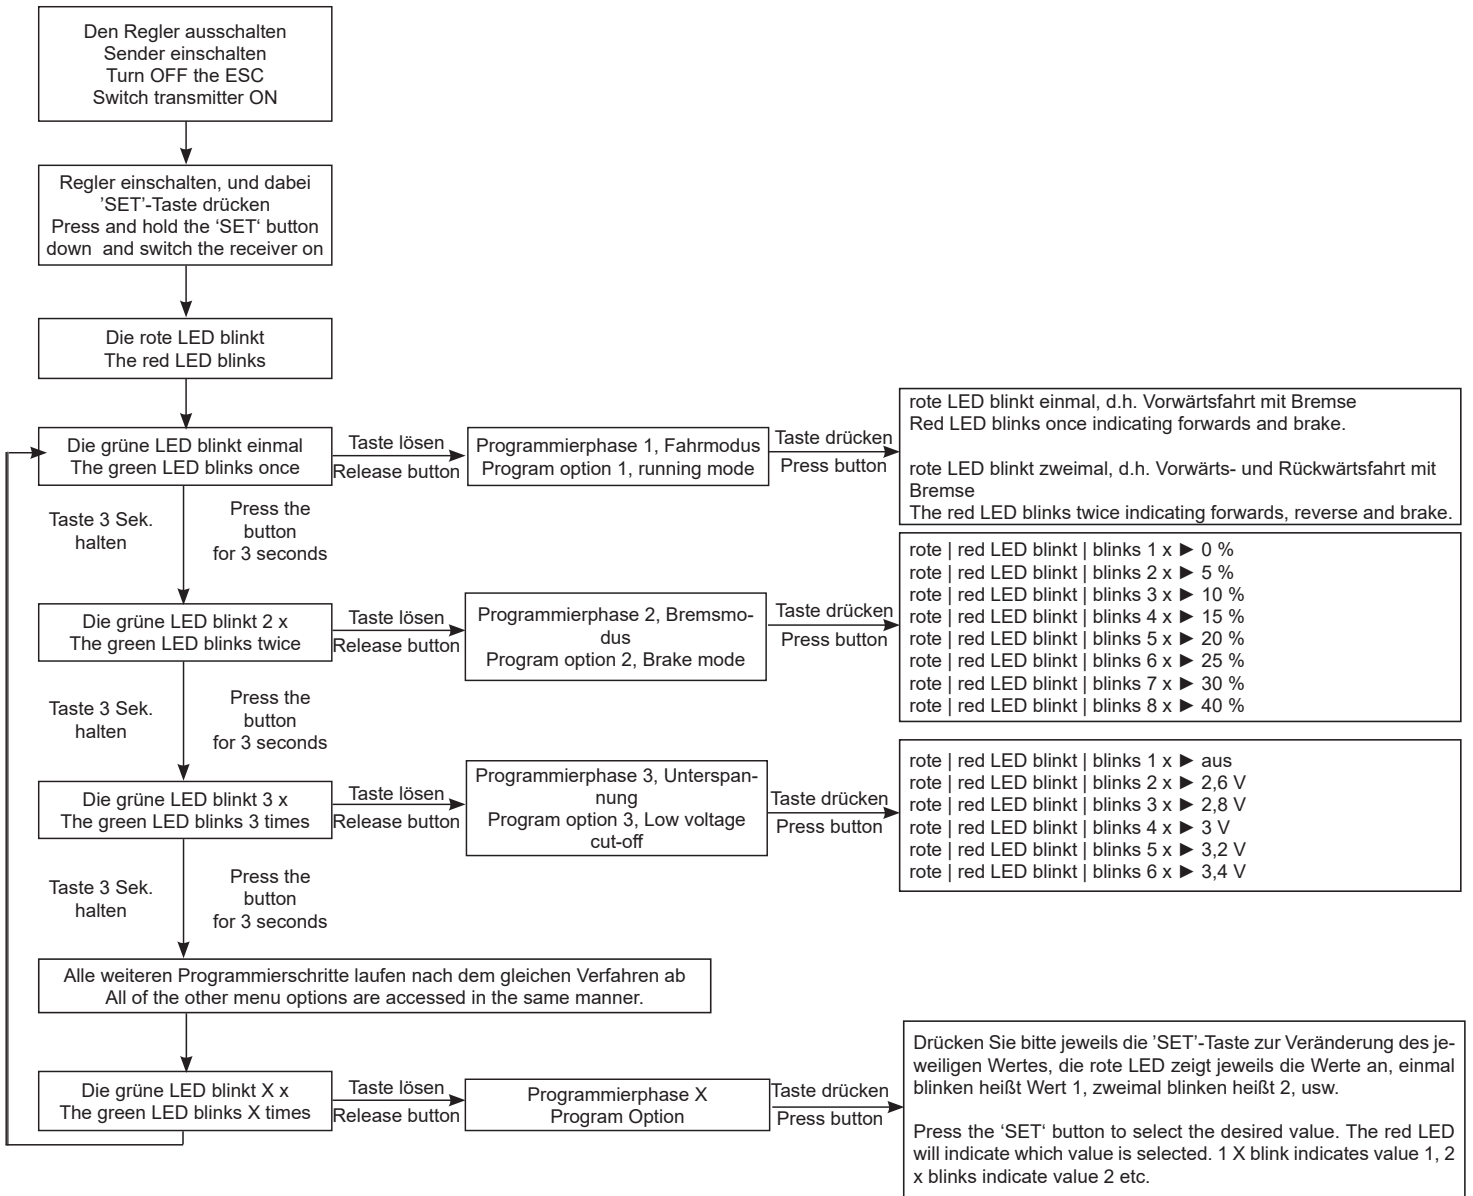 Den Regler ausschalten
Sender einschalten
Turn OFF the ESC
Switch transmitter ON
Regler einschalten, und dabei
’SET’-Taste drücken
Press and hold the ‘SET‘ button
down  and switch the receiver on
Die rote LED blinkt
The red LED blinks
Die grüne LED blinkt einmal
The green LED blinks once
Taste lösen
Release button
Programmierphase 1, Fahrmodus
Program option 1, running mode
Taste drücken
Press button
rote LED blinkt einmal, d.h. Vorwärtsfahrt mit Bremse
Red LED blinks once indicating forwards and brake.
rote LED blinkt zweimal, d.h. Vorwärts- und Rückwärtsfahrt mit
Bremse
The red LED blinks twice indicating forwards, reverse and brake.
Taste 3 Sek.
halten
Press the
button
for 3 seconds
Die grüne LED blinkt 2 x
The green LED blinks twice
Taste lösen
Release button
Programmierphase 2, Bremsmo-
dus
Program option 2, Brake mode
Taste drücken
Press button
rote | red LED blinkt | blinks 1 x ► 0 %
rote | red LED blinkt | blinks 2 x ► 5 %
rote | red LED blinkt | blinks 3 x ► 10 %
rote | red LED blinkt | blinks 4 x ► 15 %
rote | red LED blinkt | blinks 5 x ► 20 %
rote | red LED blinkt | blinks 6 x ► 25 %
rote | red LED blinkt | blinks 7 x ► 30 %
rote | red LED blinkt | blinks 8 x ► 40 %
Taste 3 Sek.
halten
Press the
button
for 3 seconds
Die grüne LED blinkt 3 x
The green LED blinks 3 times
Taste lösen
Release button
Programmierphase 3, Unterspan-
nung
Program option 3, Low voltage
cut-off
Taste drücken
Press button
rote | red LED blinkt | blinks 1 x ► aus
rote | red LED blinkt | blinks 2 x ► 2,6 V
rote | red LED blinkt | blinks 3 x ► 2,8 V
rote | red LED blinkt | blinks 4 x ► 3 V
rote | red LED blinkt | blinks 5 x ► 3,2 V
rote | red LED blinkt | blinks 6 x ► 3,4 V
Taste 3 Sek.
halten
Press the
button
for 3 seconds
Alle weiteren Programmierschritte laufen nach dem gleichen Verfahren ab
All of the other menu options are accessed in the same manner.
Die grüne LED blinkt X x
The green LED blinks X times
Taste lösen
Release button
Programmierphase X
Program Option
Taste drücken
Press button
Drücken Sie bitte jeweils die ’SET’-Taste zur Veränderung des je-
weiligen Wertes, die rote LED zeigt jeweils die Werte an, einmal
blinken heißt Wert 1, zweimal blinken heißt 2, usw.
Press the ‘SET‘ button to select the desired value. The red LED
will indicate which value is selected. 1 X blink indicates value 1, 2
x blinks indicate value 2 etc.